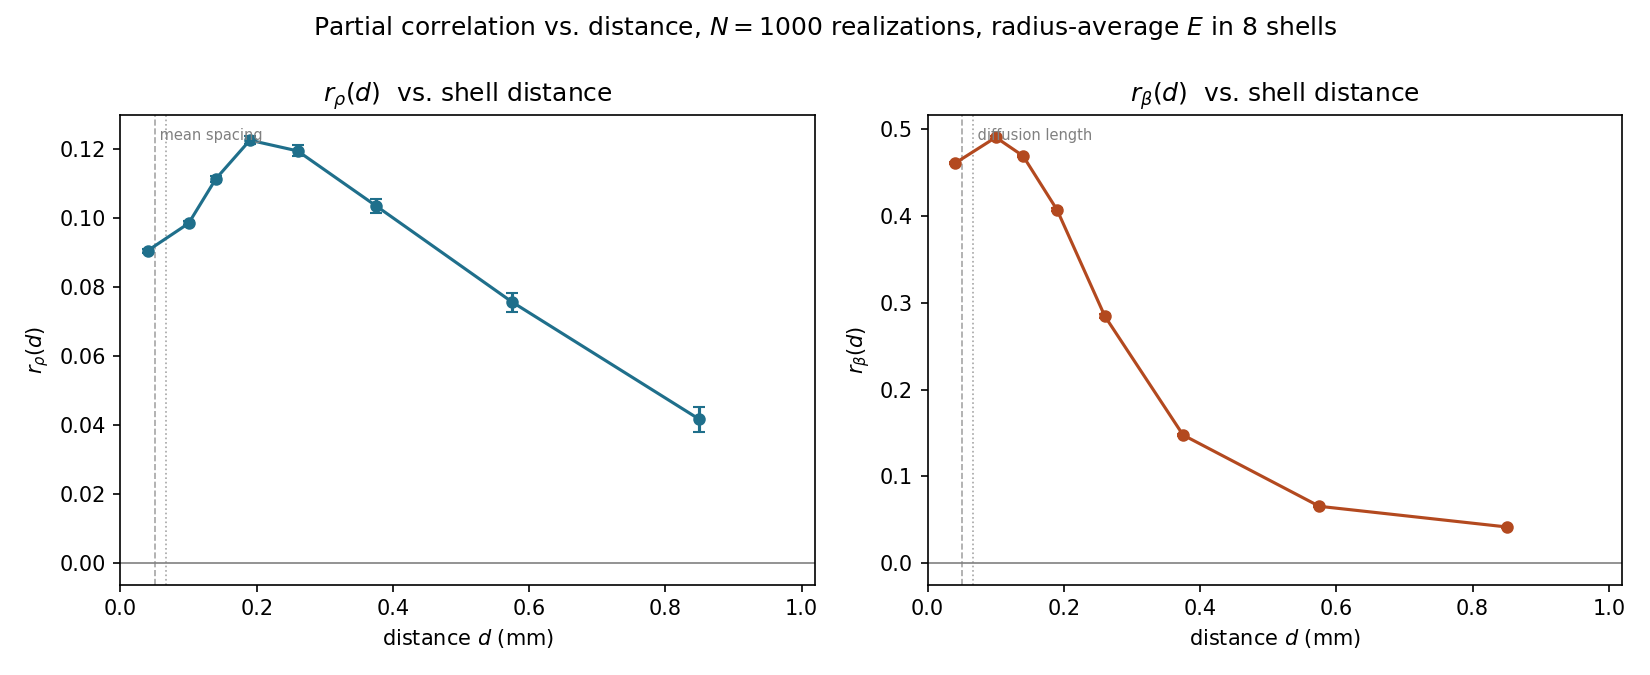 Partial correlation vs. distance, N = 1000 realizations, radius-average E in 8 shells
r_ρ(d) vs. shell distance
mean spacing
0.12
0.10
0.08
0.06
0.04
0.02
0.00
r_ρ(d)
0.0 0.2 0.4 0.6 0.8 1.0
distance d (mm)
r_β(d) vs. shell distance
diffusion length
0.5
0.4
0.3
0.2
0.1
0.0
r_β(d)
0.0 0.2 0.4 0.6 0.8 1.0
distance d (mm)